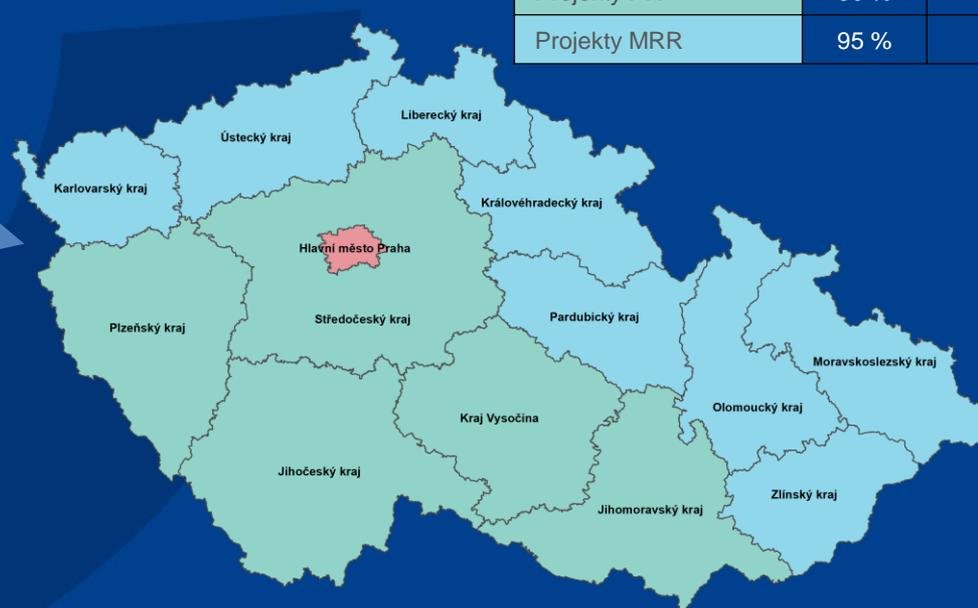 Projekty MRR 95 %
Liberecký kraj
Ústecký kraj
Karlovarský kraj
Královéhradecký kraj
Hlavní město Praha
Středočeský kraj
Pardubický kraj
Plzeňský kraj
Moravskoslezský kraj
Olomoucký kraj
Kraj Vysočina
Jihočeský kraj
Zlínský kraj
Jihomoravský kraj